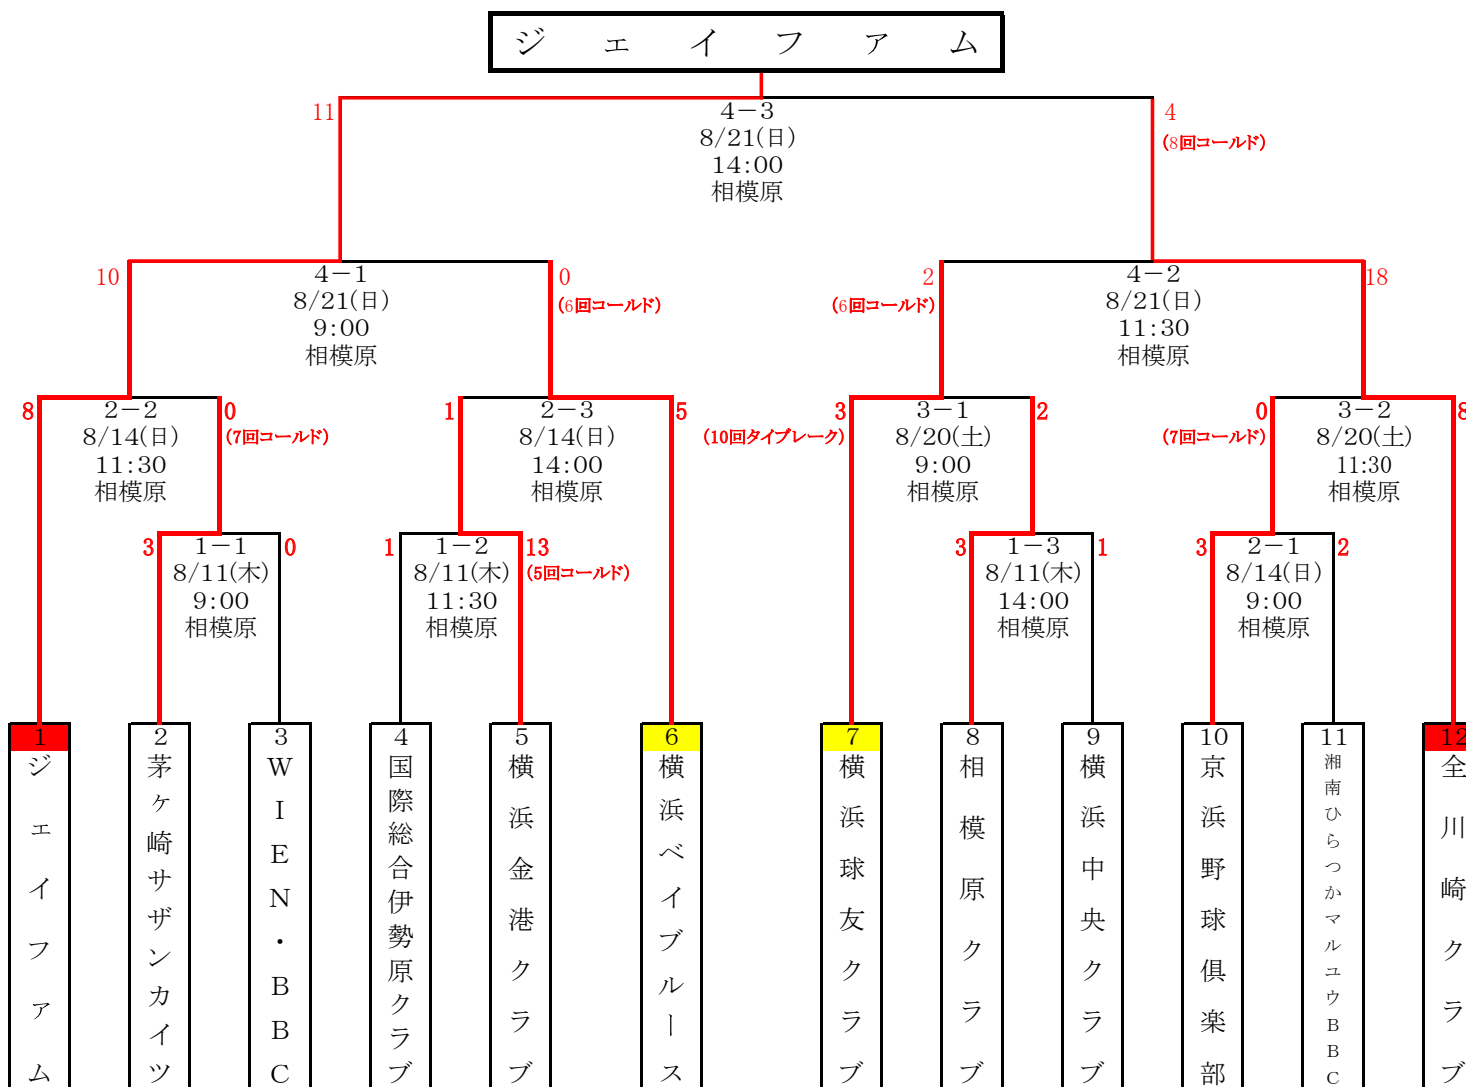 ジェイファム
11
4
4－3
8/21(日)
14:00
相模原
(8回コールド)
10
0
2
18
4－1
8/21(日)
9:00
相模原
(6回コールド)
(6回コールド)
4－2
8/21(日)
11:30
相模原
8
0
2－2
8/14(日)
11:30
相模原
(7回コールド)
1
5
2－3
8/14(日)
14:00
相模原
3
2
(10回タイブレーク)
3－1
8/20(土)
9:00
相模原
0
8
(7回コールド)
3－2
8/20(土)
11:30
相模原
3
0
1－1
8/11(木)
9:00
相模原
1
13
1－2
8/11(木)
11:30
相模原
(5回コールド)
3
1
1－3
8/11(木)
14:00
相模原
3
2
2－1
8/14(日)
9:00
相模原
1
ジェイファム
2
茅ヶ崎サザンカイツ
3
WIEN・BBC
4
国際総合伊勢原クラブ
5
横浜金港クラブ
6
横浜ベイブルース
7
横浜球友クラブ
8
相模原クラブ
9
横浜中央クラブ
10
京浜野球倶楽部
11
湘南ひらつかマルユウBBC
12
全川崎クラブ